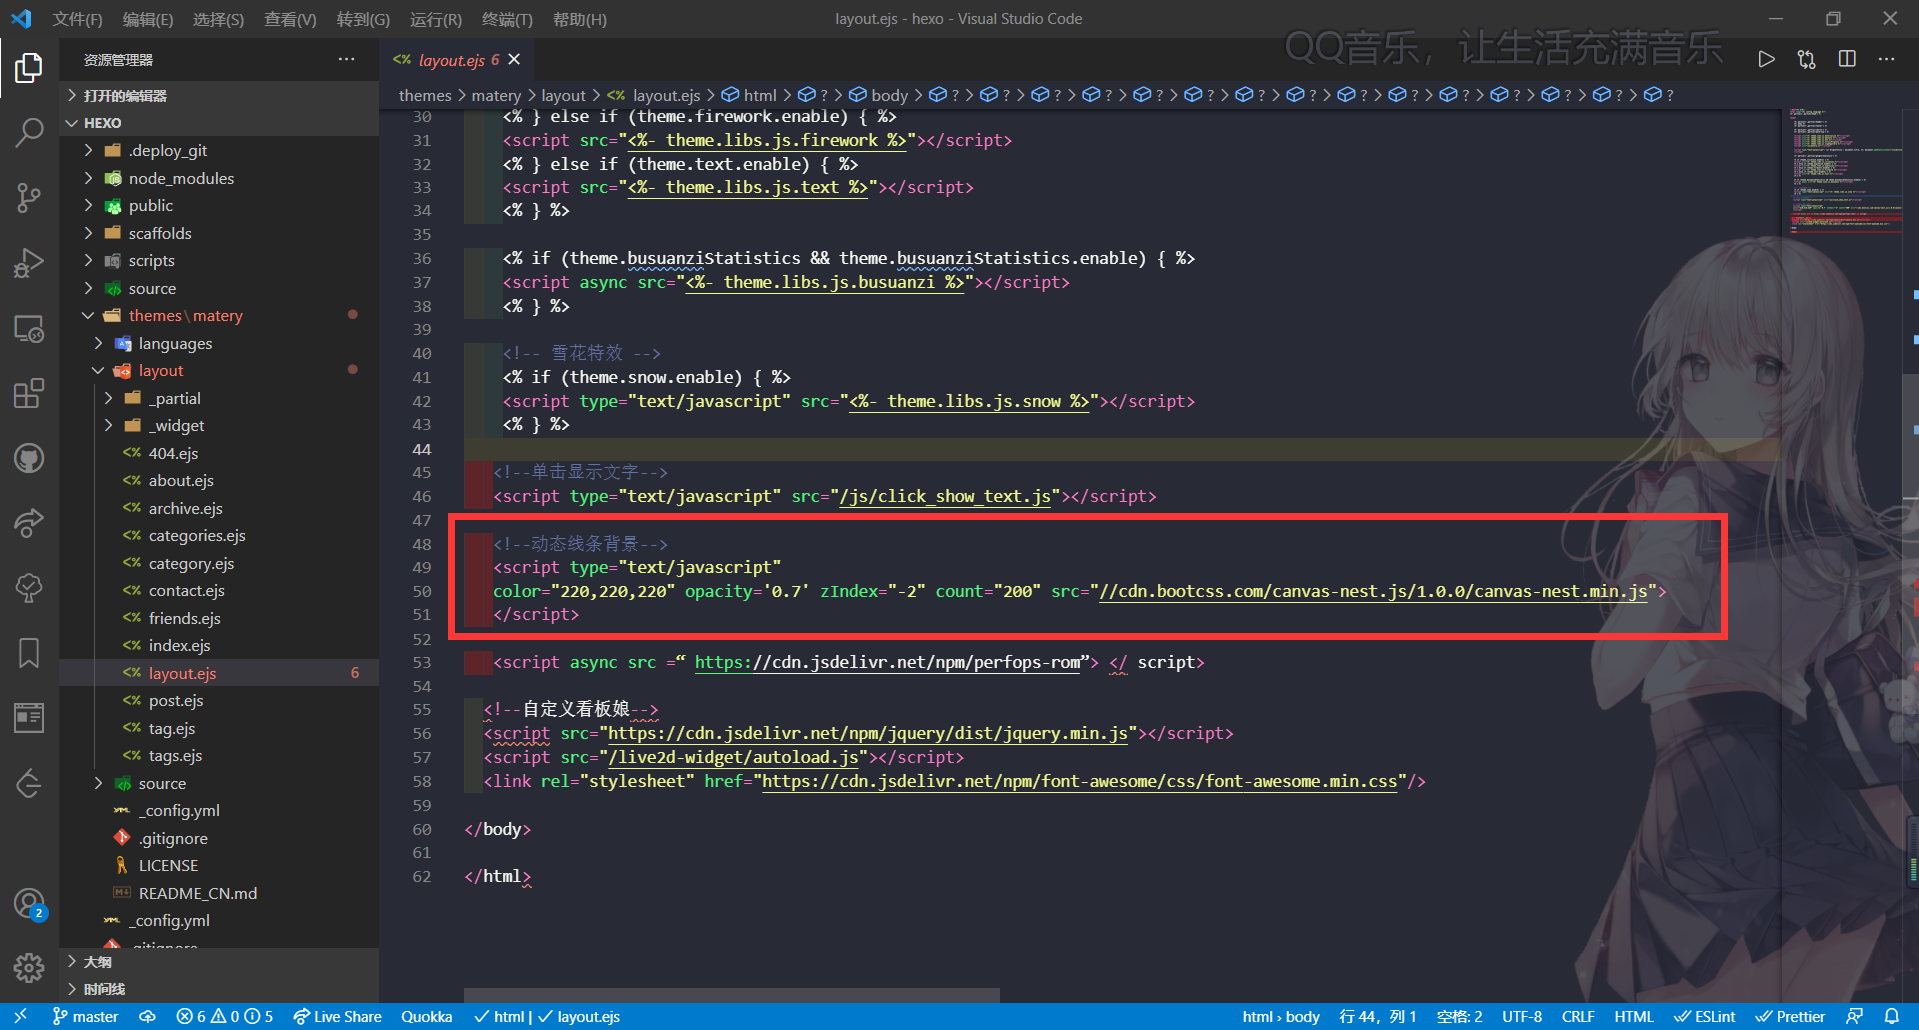 文件(F) 编辑(E) 选择(S) 查看(V) 转到(G) 运行(R) 终端(T) 帮助(H) layout.ejs - hexo - Visual Studio Code
QQ音乐，让生活充满音乐
资源管理器
打开的编辑器
HEXO
.deploy_git
node_modules
public
scaffolds
scripts
source
themes\matery
languages
layout
_partial
_widget
404.ejs
about.ejs
archive.ejs
categories.ejs
category.ejs
contact.ejs
friends.ejs
index.ejs
layout.ejs 6
post.ejs
tag.ejs
tags.ejs
source
_config.yml
.gitignore
LICENSE
README_CN.md
_config.yml
.gitignore
大纲
时间线
2
<% layout.ejs 6
themes > matery > layout > <% layout.ejs > html > ? > body > ? > ? > ? > ? > ? > ? > ? > ? > ? > ? > ? > ? > ? > ? > ?
30 <% } else if (theme.firework.enable) { %>
31 <script src="<%- theme.libs.js.firework %>"></script>
32 <% } else if (theme.text.enable) { %>
33 <script src="<%- theme.libs.js.text %>"></script>
34 <% } %>
35
36 <% if (theme.busuanziStatistics && theme.busuanziStatistics.enable) { %>
37 <script async src="<%- theme.libs.js.busuanzi %>"></script>
38 <% } %>
39
40 <!-- 雪花特效 -->
41 <% if (theme.snow.enable) { %>
42 <script type="text/javascript" src="<%- theme.libs.js.snow %>"></script>
43 <% } %>
44
45 <!--单击显示文字-->
46 <script type="text/javascript" src="/js/click_show_text.js"></script>
47
48 <!--动态线条背景-->
49 <script type="text/javascript"
50 color="220,220,220" opacity='0.7' zIndex="-2" count="200" src="//cdn.bootcss.com/canvas-nest.js/1.0.0/canvas-nest.min.js">
51 </script>
52
53 <script async src =“ https://cdn.jsdelivr.net/npm/perfops-rom”> </ script>
54
55 <!--自定义看板娘-->
56 <script src="https://cdn.jsdelivr.net/npm/jquery/dist/jquery.min.js"></script>
57 <script src="/live2d-widget/autoload.js"></script>
58 <link rel="stylesheet" href="https://cdn.jsdelivr.net/npm/font-awesome/css/font-awesome.min.css"/>
59
60 </body>
61
62 </html>
master 6 0 5 Live Share Quokka html | layout.ejs html › body 行 44，列 1 空格: 2 UTF-8 CRLF HTML ESLint Prettier